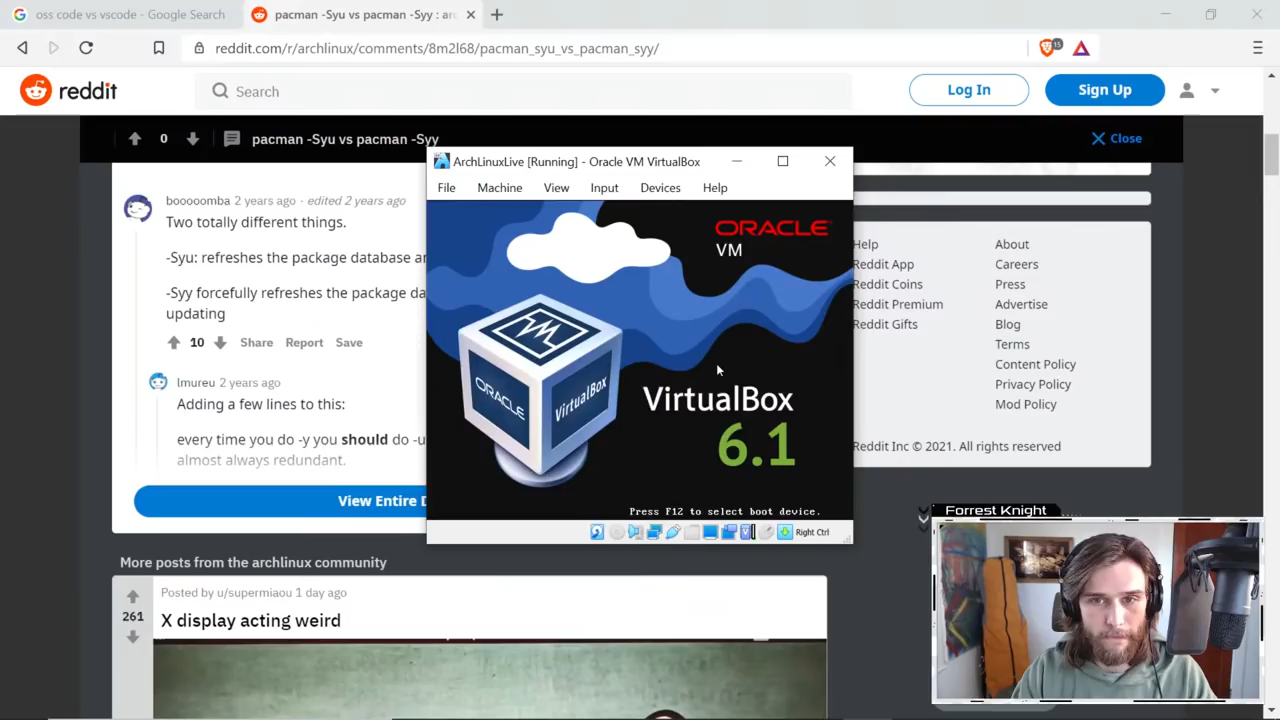 oss code vs vscode - Google Search
pacman -Syu vs pacman -Syy : arc
reddit.com/r/archlinux/comments/8m2l68/pacman_syu_vs_pacman_syy/
15
reddit
Search
Log In
Sign Up
0
pacman -Syu vs pacman -Syy
Close
booooomba 2 years ago · edited 2 years ago
Two totally different things.
-Syu: refreshes the package database an
-Syy forcefully refreshes the package da
updating
10
Share
Report
Save
lmureu 2 years ago
Adding a few lines to this:
every time you do -y you should do -u
almost always redundant.
View Entire D
More posts from the archlinux community
261
Posted by u/supermiaou 1 day ago
X display acting weird
ArchLinuxLive [Running] - Oracle VM VirtualBox
File
Machine
View
Input
Devices
Help
ORACLE
VM
ORACLE
VirtualBox
VirtualBox
6.1
Press F12 to select boot device.
Right Ctrl
Help
Reddit App
Reddit Coins
Reddit Premium
Reddit Gifts
About
Careers
Press
Advertise
Blog
Terms
Content Policy
Privacy Policy
Mod Policy
Reddit Inc © 2021. All rights reserved
Forrest Knight